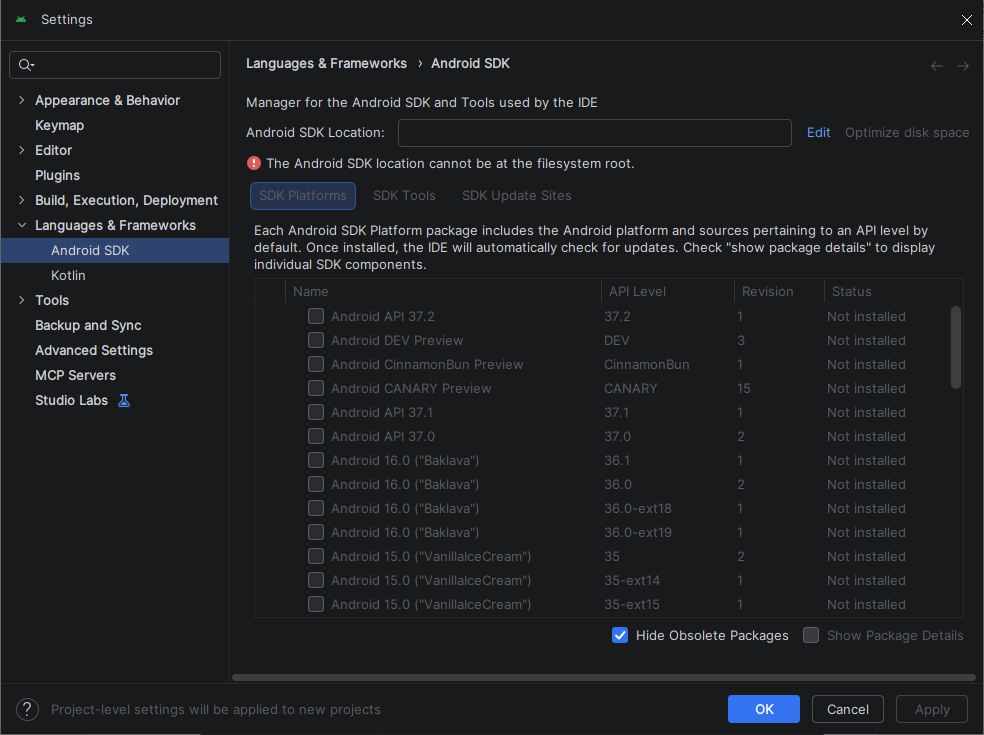 Settings
Languages & Frameworks › Android SDK
Appearance & Behavior
Keymap
Editor
Plugins
Build, Execution, Deployment
Languages & Frameworks
Android SDK
Kotlin
Tools
Backup and Sync
Advanced Settings
MCP Servers
Studio Labs
Manager for the Android SDK and Tools used by the IDE
Android SDK Location: Edit Optimize disk space
The Android SDK location cannot be at the filesystem root.
SDK Platforms SDK Tools SDK Update Sites
Each Android SDK Platform package includes the Android platform and sources pertaining to an API level by
default. Once installed, the IDE will automatically check for updates. Check "show package details" to display
individual SDK components.
Name API Level Revision Status
Android API 37.2 37.2 1 Not installed
Android DEV Preview DEV 3 Not installed
Android CinnamonBun Preview CinnamonBun 1 Not installed
Android CANARY Preview CANARY 15 Not installed
Android API 37.1 37.1 1 Not installed
Android API 37.0 37.0 2 Not installed
Android 16.0 ("Baklava") 36.1 1 Not installed
Android 16.0 ("Baklava") 36.0 2 Not installed
Android 16.0 ("Baklava") 36.0-ext18 1 Not installed
Android 16.0 ("Baklava") 36.0-ext19 1 Not installed
Android 15.0 ("VanillaIceCream") 35 2 Not installed
Android 15.0 ("VanillaIceCream") 35-ext14 1 Not installed
Android 15.0 ("VanillaIceCream") 35-ext15 1 Not installed
Hide Obsolete Packages Show Package Details
? Project-level settings will be applied to new projects
OK Cancel Apply